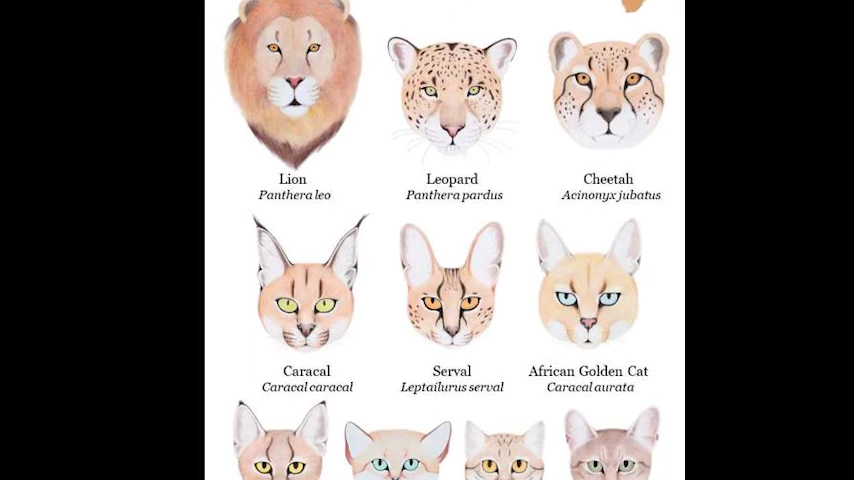 Lion
Panthera leo
Leopard
Panthera pardus
Cheetah
Acinonyx jubatus
Caracal
Caracal caracal
Serval
Leptailurus serval
African Golden Cat
Caracal aurata